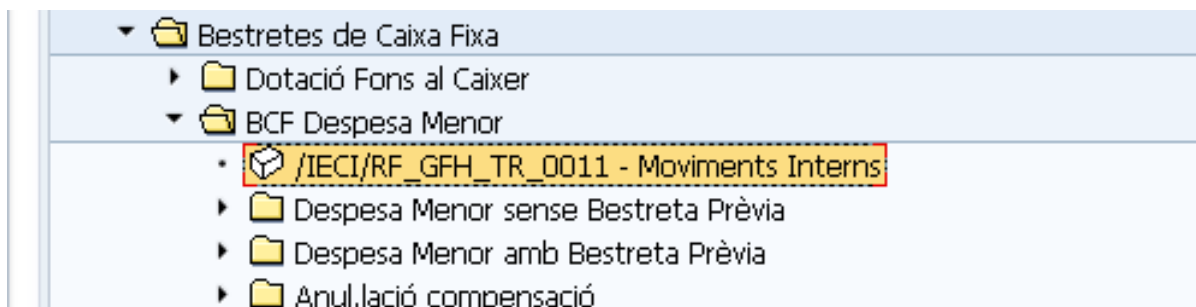 Bestretes de Caixa Fixa
Dotació Fons al Caixer
BCF Despesa Menor
/IECI/RF_GFH_TR_0011 - Moviments Interns
Despesa Menor sense Bestreta Prèvia
Despesa Menor amb Bestreta Prèvia
Anul.lació compensació